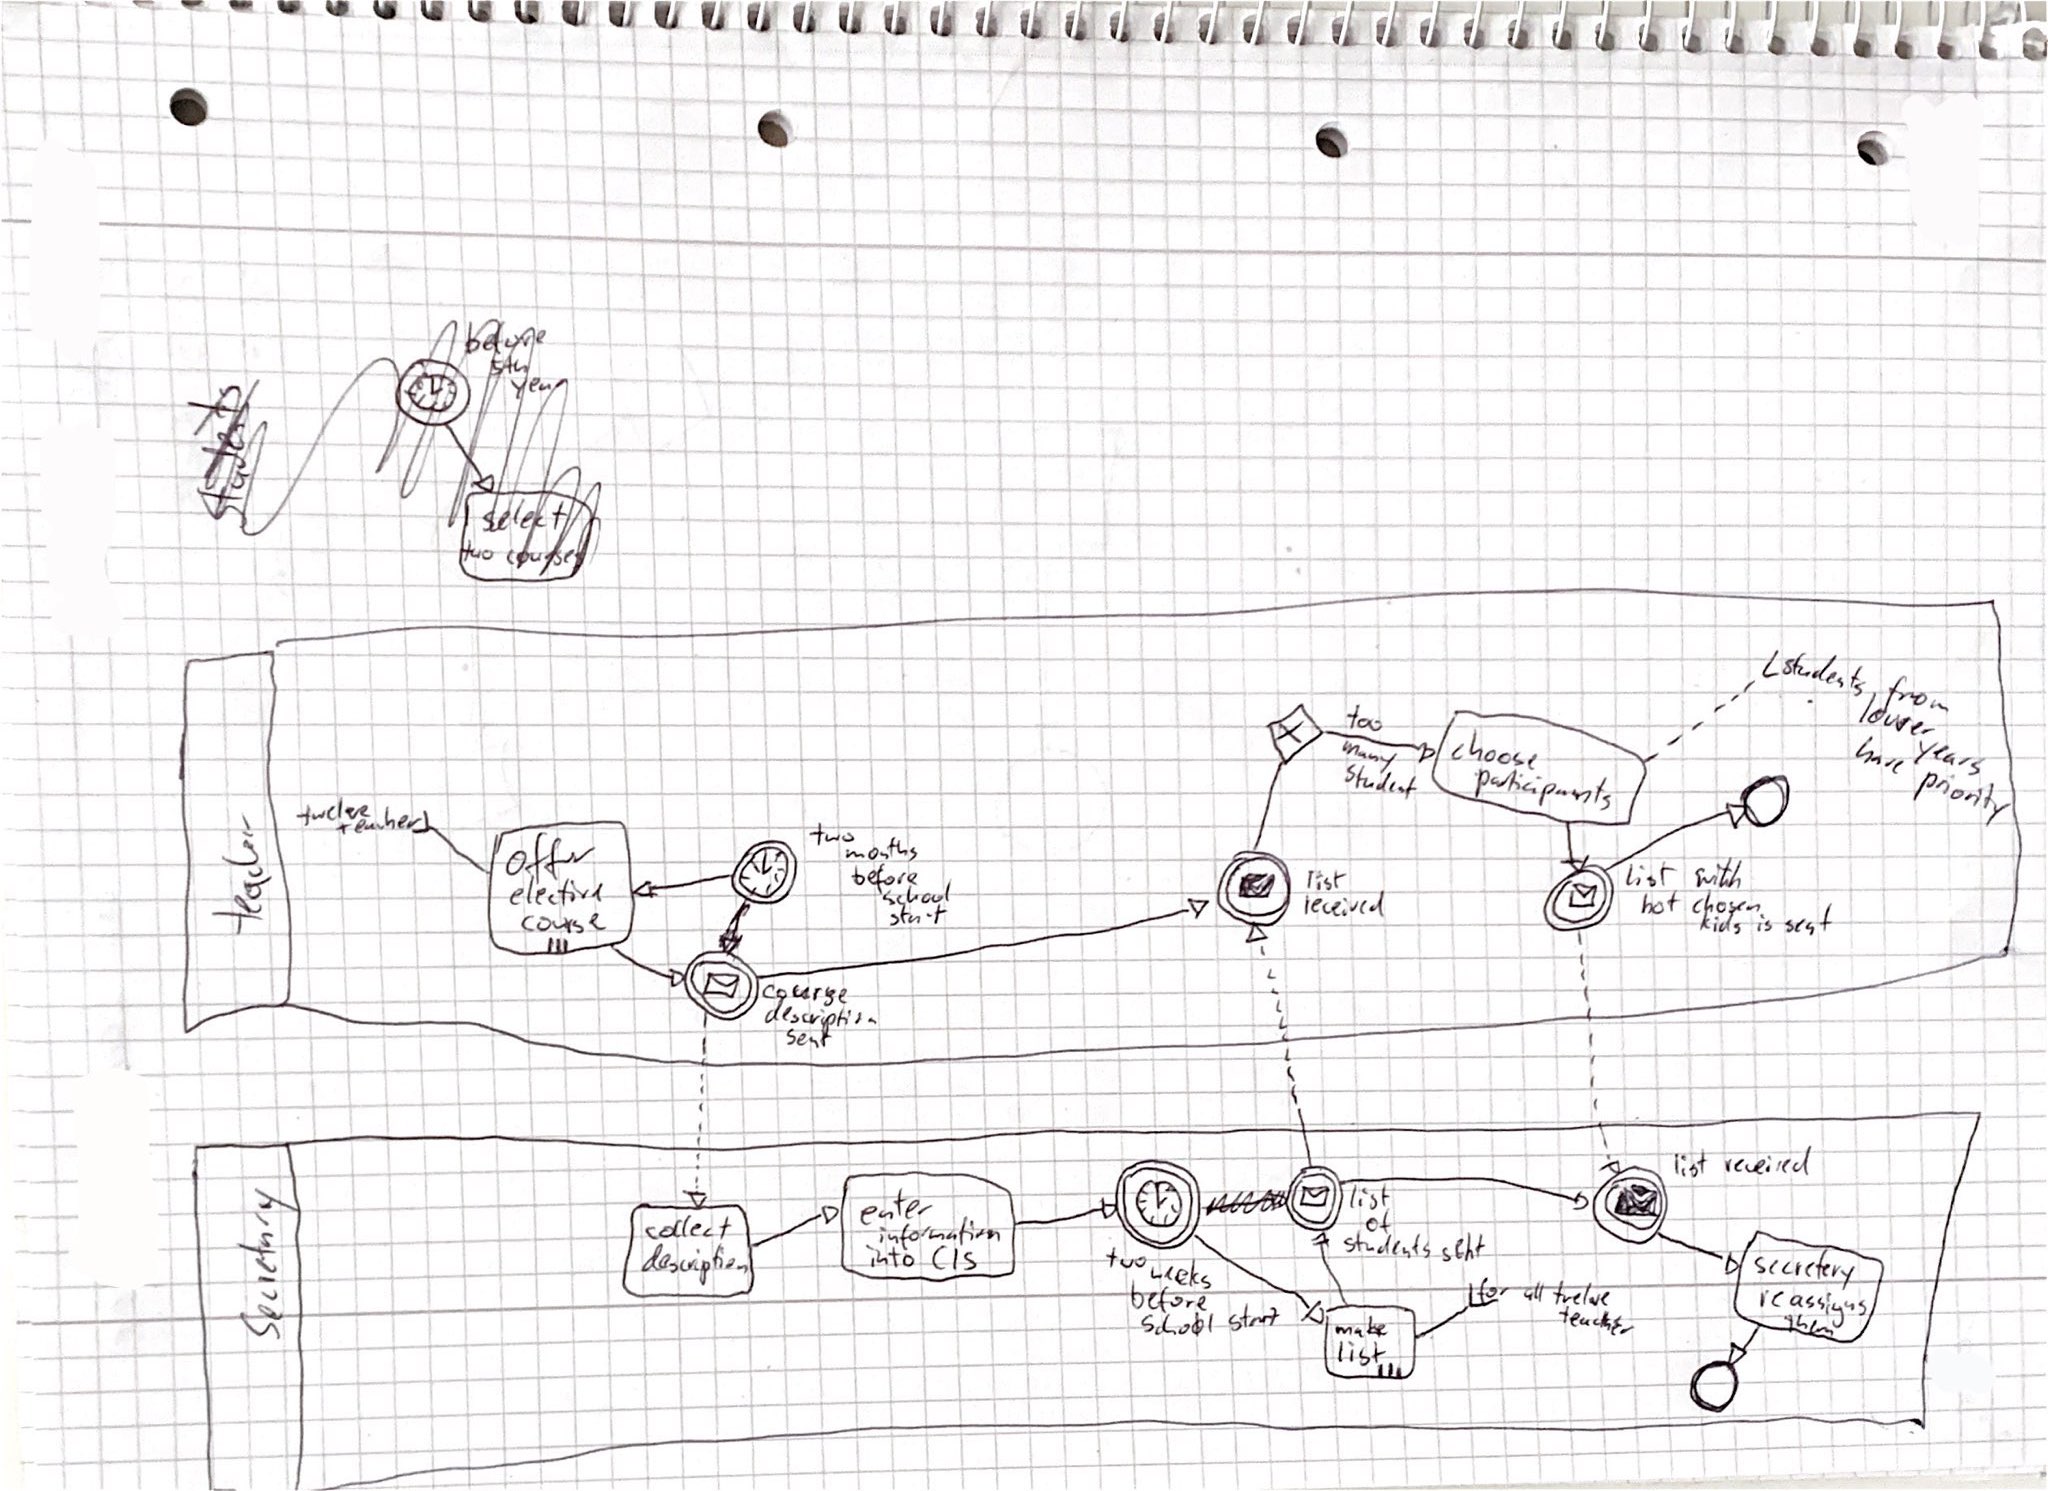 before
5th
year
select
two courses
students
teacher
twelve
teacher
offer
elective
course
two
months
before
school
start
course
description
sent
list
received
too
many
student
choose
participants
students from
lower
years
have priority
list with
not chosen
kids is sent
Secretary
collect
description
enter
information
into CIS
two weeks
before
school start
list
of
students sent
make
list
for all twelve
teacher
list received
secretery
reassigns
them